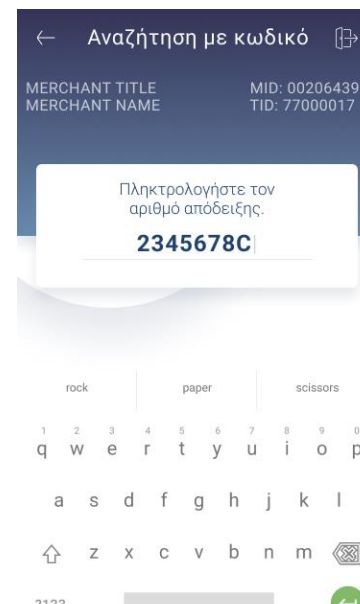 Αναζήτηση με κωδικό
MERCHANT TITLE MID: 00206439
MERCHANT NAME TID: 77000017
Πληκτρολογήστε τον
αριθμό απόδειξης.
2345678C
rock paper scissors
1 2 3 4 5 6 7 8 9 0
q w e r t y u i o p
a s d f g h j k l
z x c v b n m